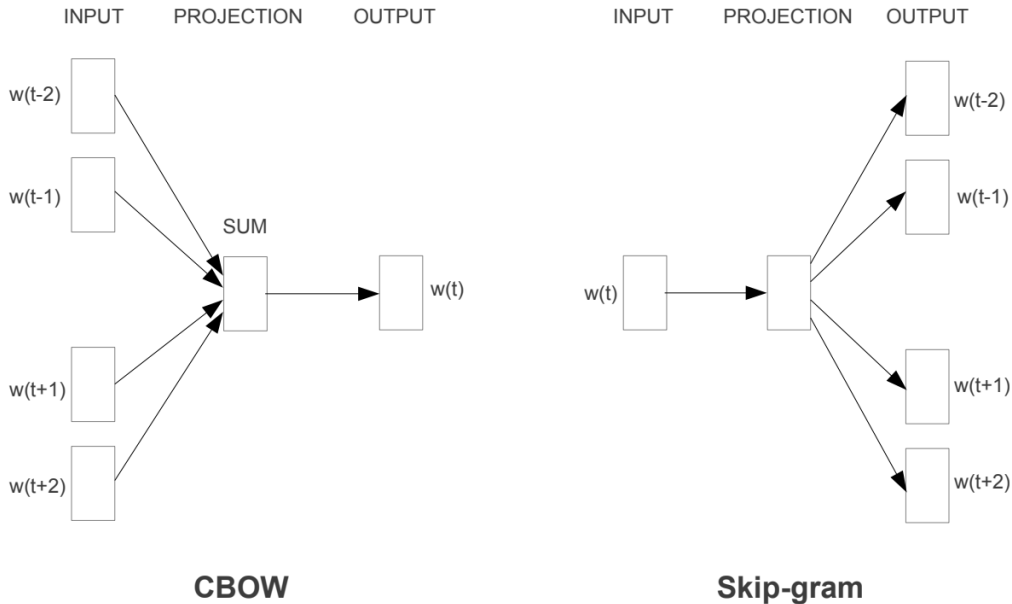 INPUT PROJECTION OUTPUT
w(t-2)
w(t-1)
SUM
w(t)
w(t+1)
w(t+2)
CBOW
INPUT PROJECTION OUTPUT
w(t-2)
w(t-1)
w(t)
w(t+1)
w(t+2)
Skip-gram